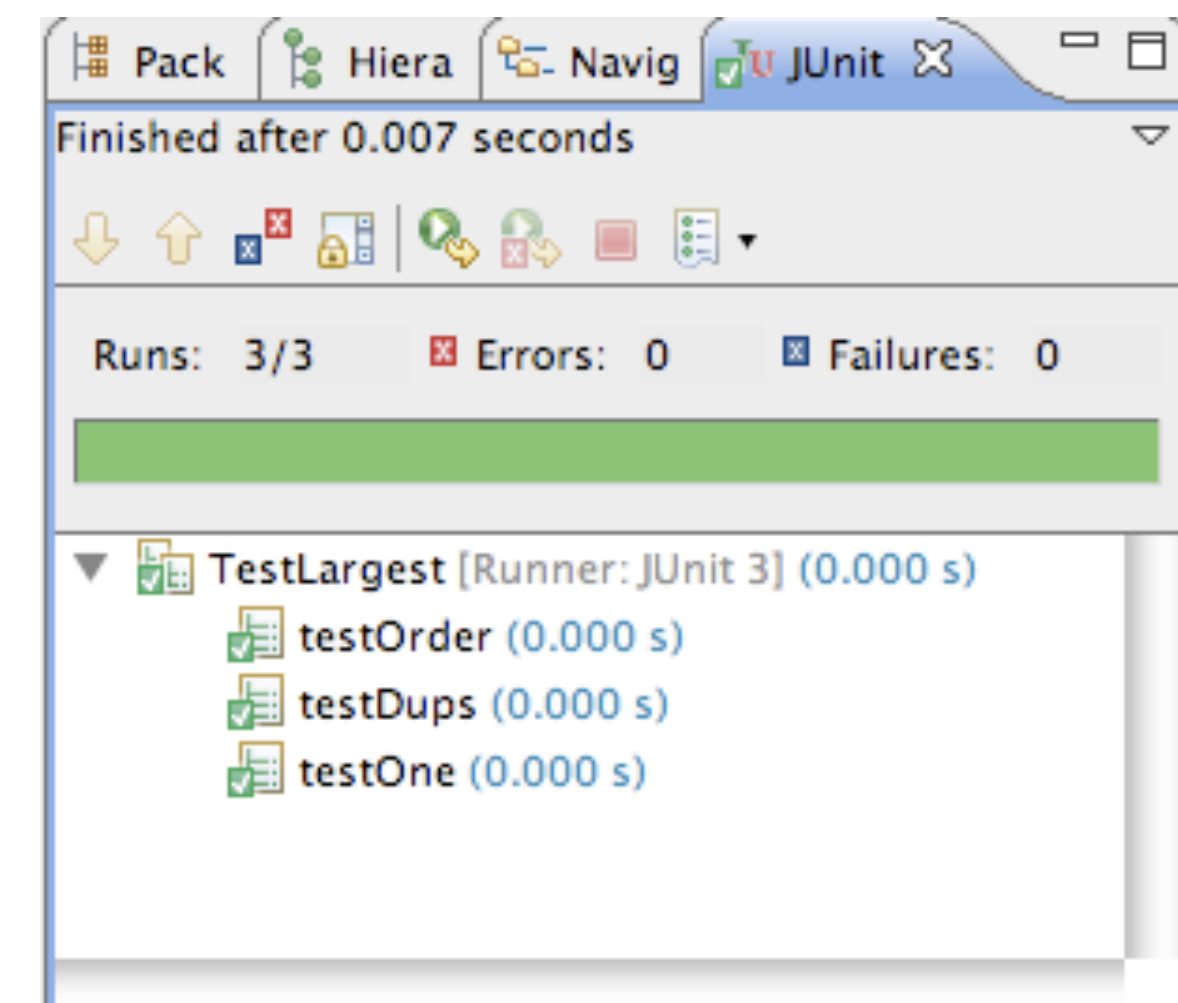 Pack Hiera Navig JUnit
Finished after 0.007 seconds
Runs: 3/3 Errors: 0 Failures: 0
TestLargest [Runner: JUnit 3] (0.000 s)
testOrder (0.000 s)
testDups (0.000 s)
testOne (0.000 s)